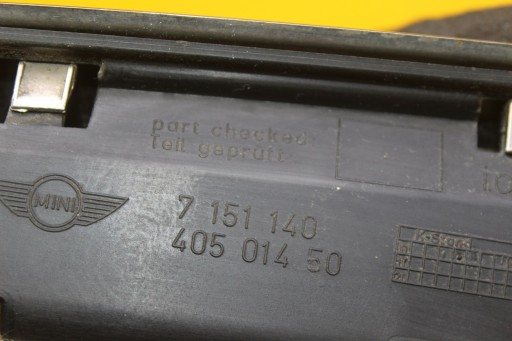 part checked
Teil geprüft
MINI
7 151 140
405 014 50